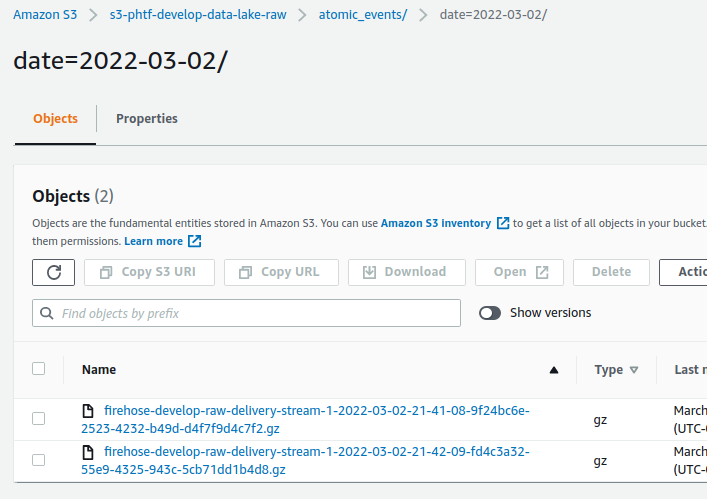 Amazon S3 > s3-phtf-develop-data-lake-raw > atomic_events/ > date=2022-03-02/
date=2022-03-02/
Objects Properties
Objects (2)
Objects are the fundamental entities stored in Amazon S3. You can use Amazon S3 inventory to get a list of all objects in your bucket.
them permissions. Learn more
Copy S3 URI Copy URL Download Open Delete Actio
Find objects by prefix Show versions
Name Type Last m
firehose-develop-raw-delivery-stream-1-2022-03-02-21-41-08-9f24bc6e- March
2523-4232-b49d-d4f7f9d4c7f2.gz gz (UTC-0
firehose-develop-raw-delivery-stream-1-2022-03-02-21-42-09-fd4c3a32- March
55e9-4325-943c-5cb71dd1b4d8.gz gz (UTC-0